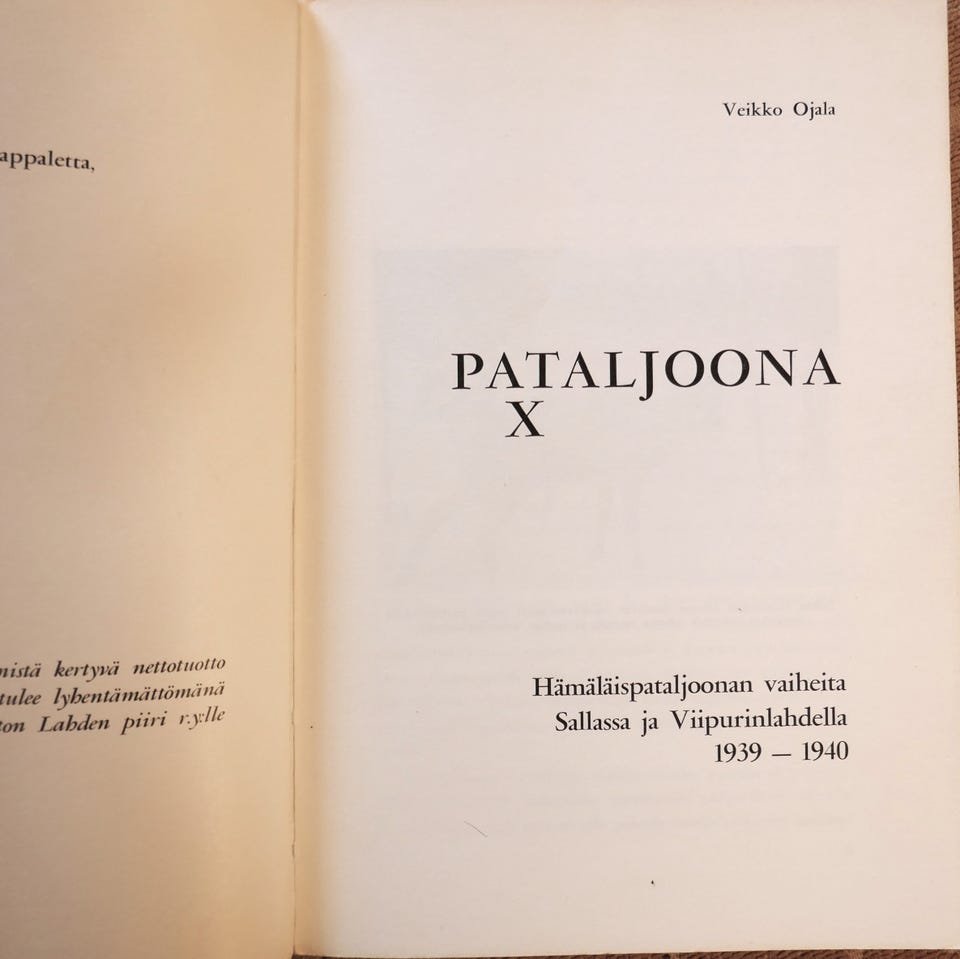 appaletta,
nistä kertyvä nettotuotto
tulee lyhentämättömänä
ton Lahden piiri r.y:lle
Veikko Ojala
PATALJOONA
X
Hämäläispataljoonan vaiheita
Sallassa ja Viipurinlahdella
1939 — 1940